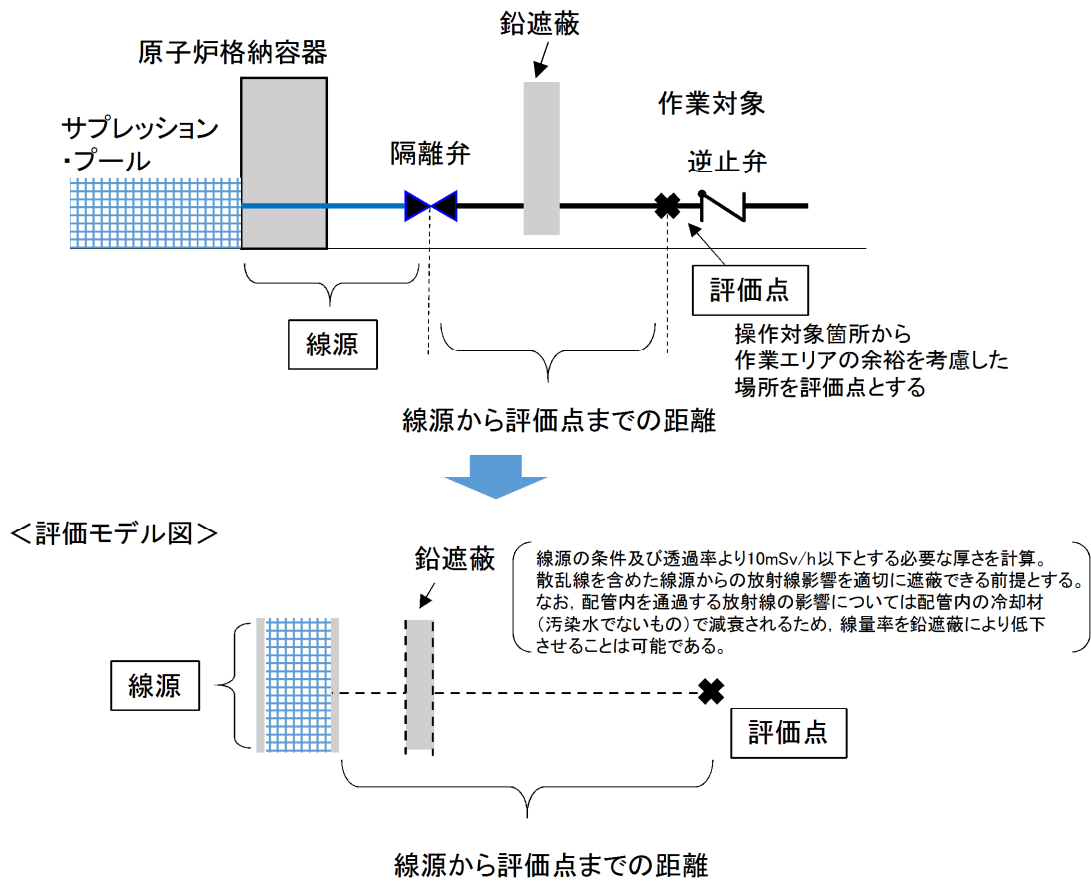 鉛遮蔽
原子炉格納容器
作業対象
サプレッション
・プール
隔離弁
逆止弁
評価点
線源
操作対象箇所から
作業エリアの余裕を考慮した
場所を評価点とする
線源から評価点までの距離
＜評価モデル図＞
鉛遮蔽
線源の条件及び透過率より10mSv/h以下とする必要な厚さを計算。
散乱線を含めた線源からの放射線影響を適切に遮蔽できる前提とする。
なお，配管内を通過する放射線の影響については配管内の冷却材
（汚染水でないもの）で減衰されるため，線量率を鉛遮蔽により低下
させることは可能である。
線源
評価点
線源から評価点までの距離